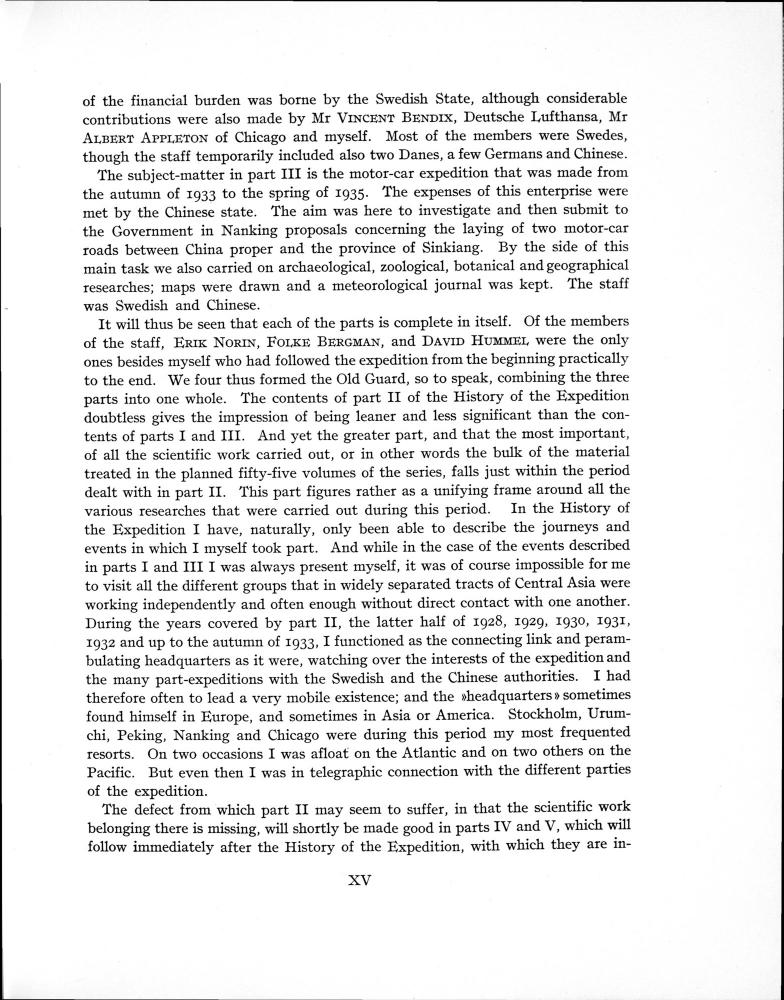 of the financial burden was borne by the Swedish State, although considerable
contributions were also made by Mr VINCENT BENDIX, Deutsche Lufthansa, Mr
ALBERT APPLETON of Chicago and myself. Most of the members were Swedes,
though the staff temporarily included also two Danes, a few Germans and Chinese.
The subject-matter in part III is the motor-car expedition that was made from
the autumn of 1933 to the spring of 1935. The expenses of this enterprise were
met by the Chinese state. The aim was here to investigate and then submit to
the Government in Nanking proposals concerning the laying of two motor-car
roads between China proper and the province of Sinkiang. By the side of this
main task we also carried on archaeological, zoological, botanical and geographical
researches; maps were drawn and a meteorological journal was kept. The staff
was Swedish and Chinese.
It will thus be seen that each of the parts is complete in itself. Of the members
of the staff, ERIK NORIN, FOLKE BERGMAN, and DAVID HUMMEL were the only
ones besides myself who had followed the expedition from the beginning practically
to the end. We four thus formed the Old Guard, so to speak, combining the three
parts into one whole. The contents of part II of the History of the Expedition
doubtless gives the impression of being leaner and less significant than the con-
tents of parts I and III. And yet the greater part, and that the most important,
of all the scientific work carried out, or in other words the bulk of the material
treated in the planned fifty-five volumes of the series, falls just within the period
dealt with in part II. This part figures rather as a unifying frame around all the
various researches that were carried out during this period. In the History of
the Expedition I have, naturally, only been able to describe the journeys and
events in which I myself took part. And while in the case of the events described
in parts I and III I was always present myself, it was of course impossible for me
to visit all the different groups that in widely separated tracts of Central Asia were
working independently and often enough without direct contact with one another.
During the years covered by part II, the latter half of 1928, 1929, 1930, 1931,
1932 and up to the autumn of 1933, I functioned as the connecting link and peram-
bulating headquarters as it were, watching over the interests of the expedition and
the many part-expeditions with the Swedish and the Chinese authorities. I had
therefore often to lead a very mobile existence; and the »headquarters» sometimes
found himself in Europe, and sometimes in Asia or America. Stockholm, Urum-
chi, Peking, Nanking and Chicago were during this period my most frequented
resorts. On two occasions I was afloat on the Atlantic and on two others on the
Pacific. But even then I was in telegraphic connection with the different parties
of the expedition.
The defect from which part II may seem to suffer, in that the scientific work
belonging there is missing, will shortly be made good in parts IV and V, which will
follow immediately after the History of the Expedition, with which they are in-
XV